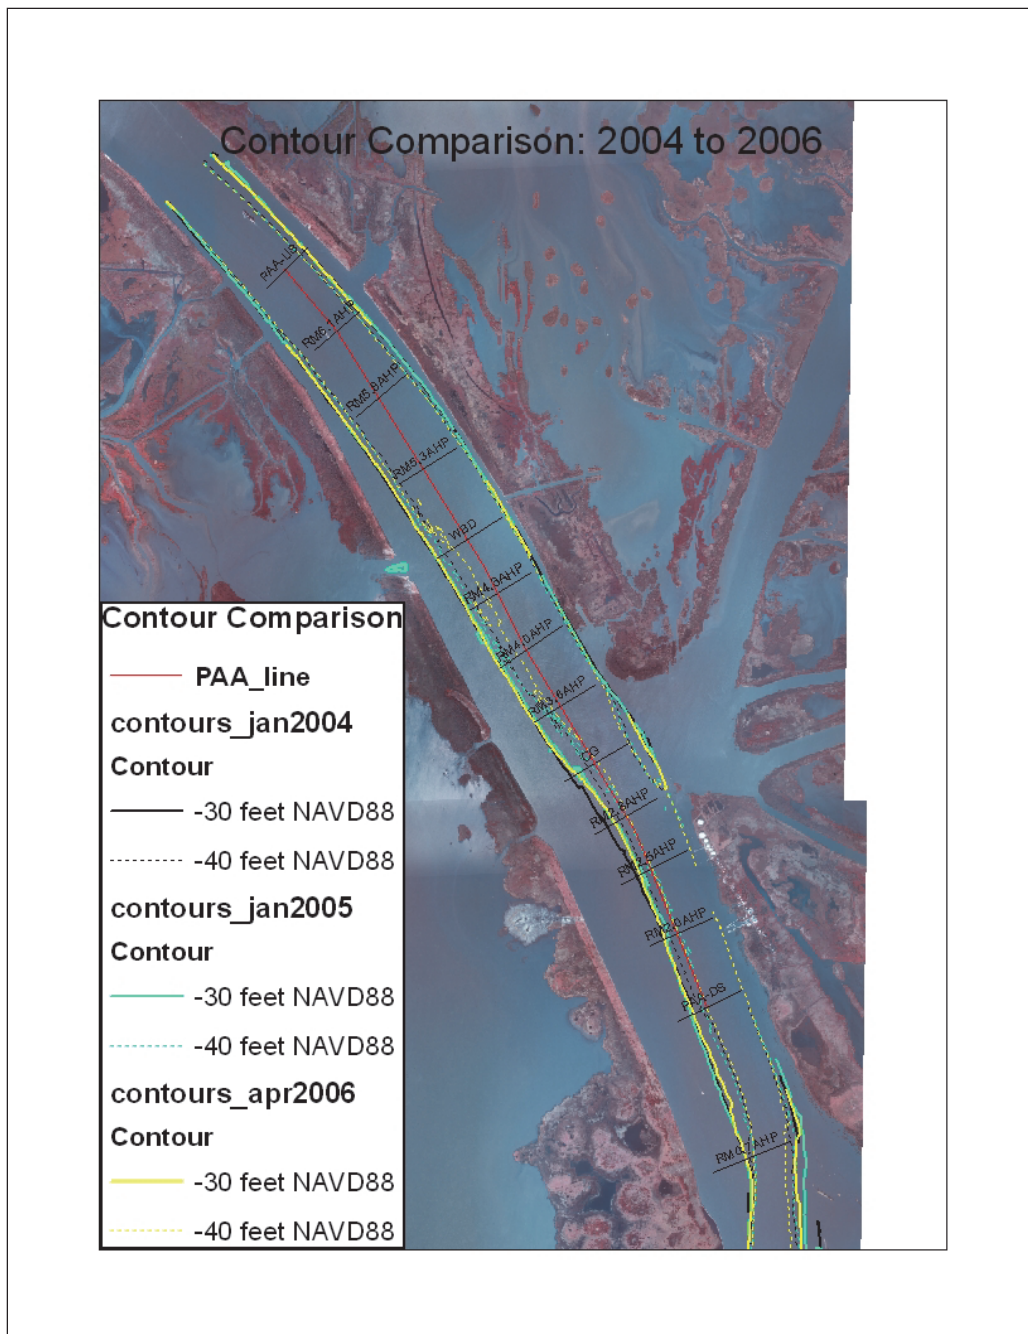 Contour Comparison: 2004 to 2006
PAA-US
RM6.1AHP
RM5.8AHP
RM5.3AHP
WBD
RM4.3AHP
RM4.0AHP
RM3.6AHP
CG
RM2.8AHP
RM2.5AHP
RM2.0AHP
PAA-DS
RM0.7AHP
Contour Comparison
PAA_line
contours_jan2004
Contour
-30 feet NAVD88
-40 feet NAVD88
contours_jan2005
Contour
-30 feet NAVD88
-40 feet NAVD88
contours_apr2006
Contour
-30 feet NAVD88
-40 feet NAVD88